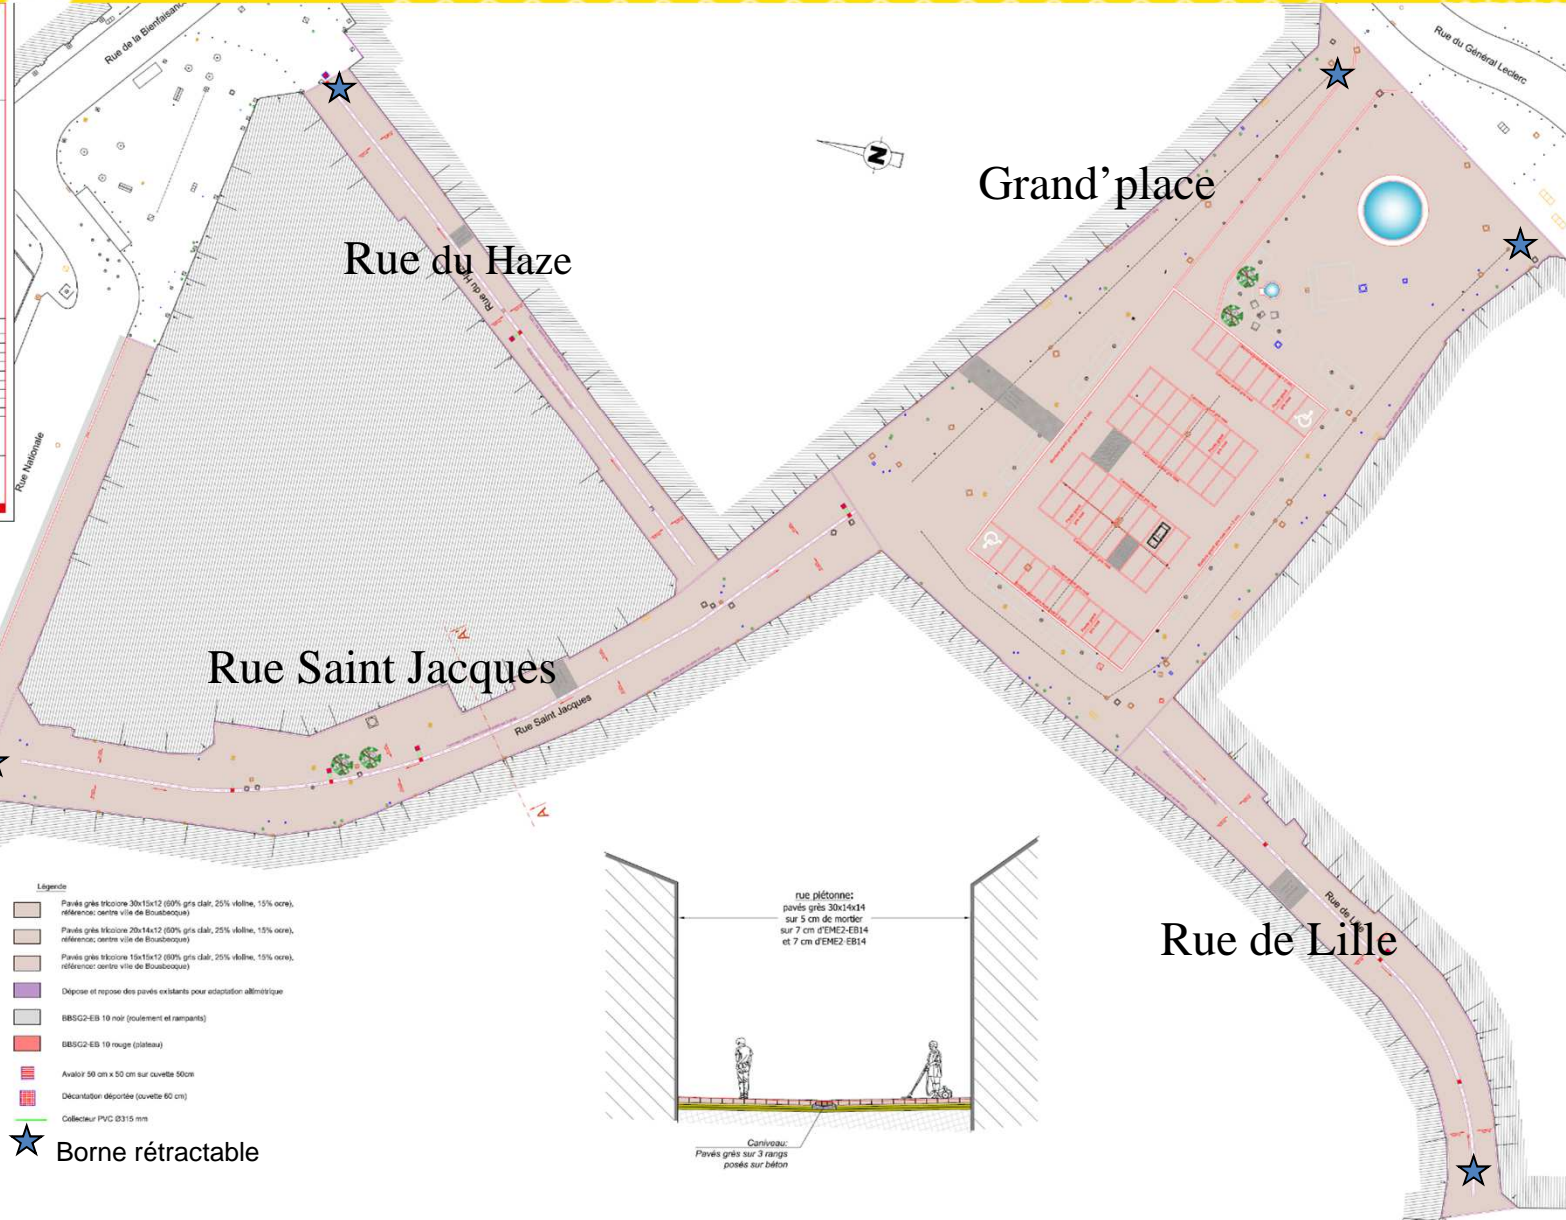 Rue de la Bienfaisanc
Rue du Général Leclerc
N
Grand’place
Rue du Haze
Rue du H
Rue Nationale
Rue Saint Jacques
A'
Rue Saint Jacques
A'
Rue de Lille
Rue de Lille
rue piétonne:
pavés grès 30x14x14
sur 5 cm de mortier
sur 7 cm d'EME2-EB14
et 7 cm d'EME2-EB14
Caniveau:
Pavés grès sur 3 rangs
posés sur béton
Légende
Pavés grès tricolore 30x15x12 (60% gris clair, 25% violine, 15% ocre),
référence: centre ville de Bousbecque)
Pavés grès tricolore 20x14x12 (60% gris clair, 25% violine, 15% ocre),
référence: centre ville de Bousbecque)
Pavés grès tricolore 15x15x12 (60% gris clair, 25% violine, 15% ocre),
référence: centre ville de Bousbecque)
Dépose et repose des pavés existants pour adaptation altimétrique
BBSG2-EB 10 noir (roulement et rampants)
BBSG2-EB 10 rouge (plateau)
Avaloir 50 cm x 50 cm sur cuvette 50cm
Décantation déportée (cuvette 60 cm)
Collecteur PVC Ø315 mm
Borne rétractable